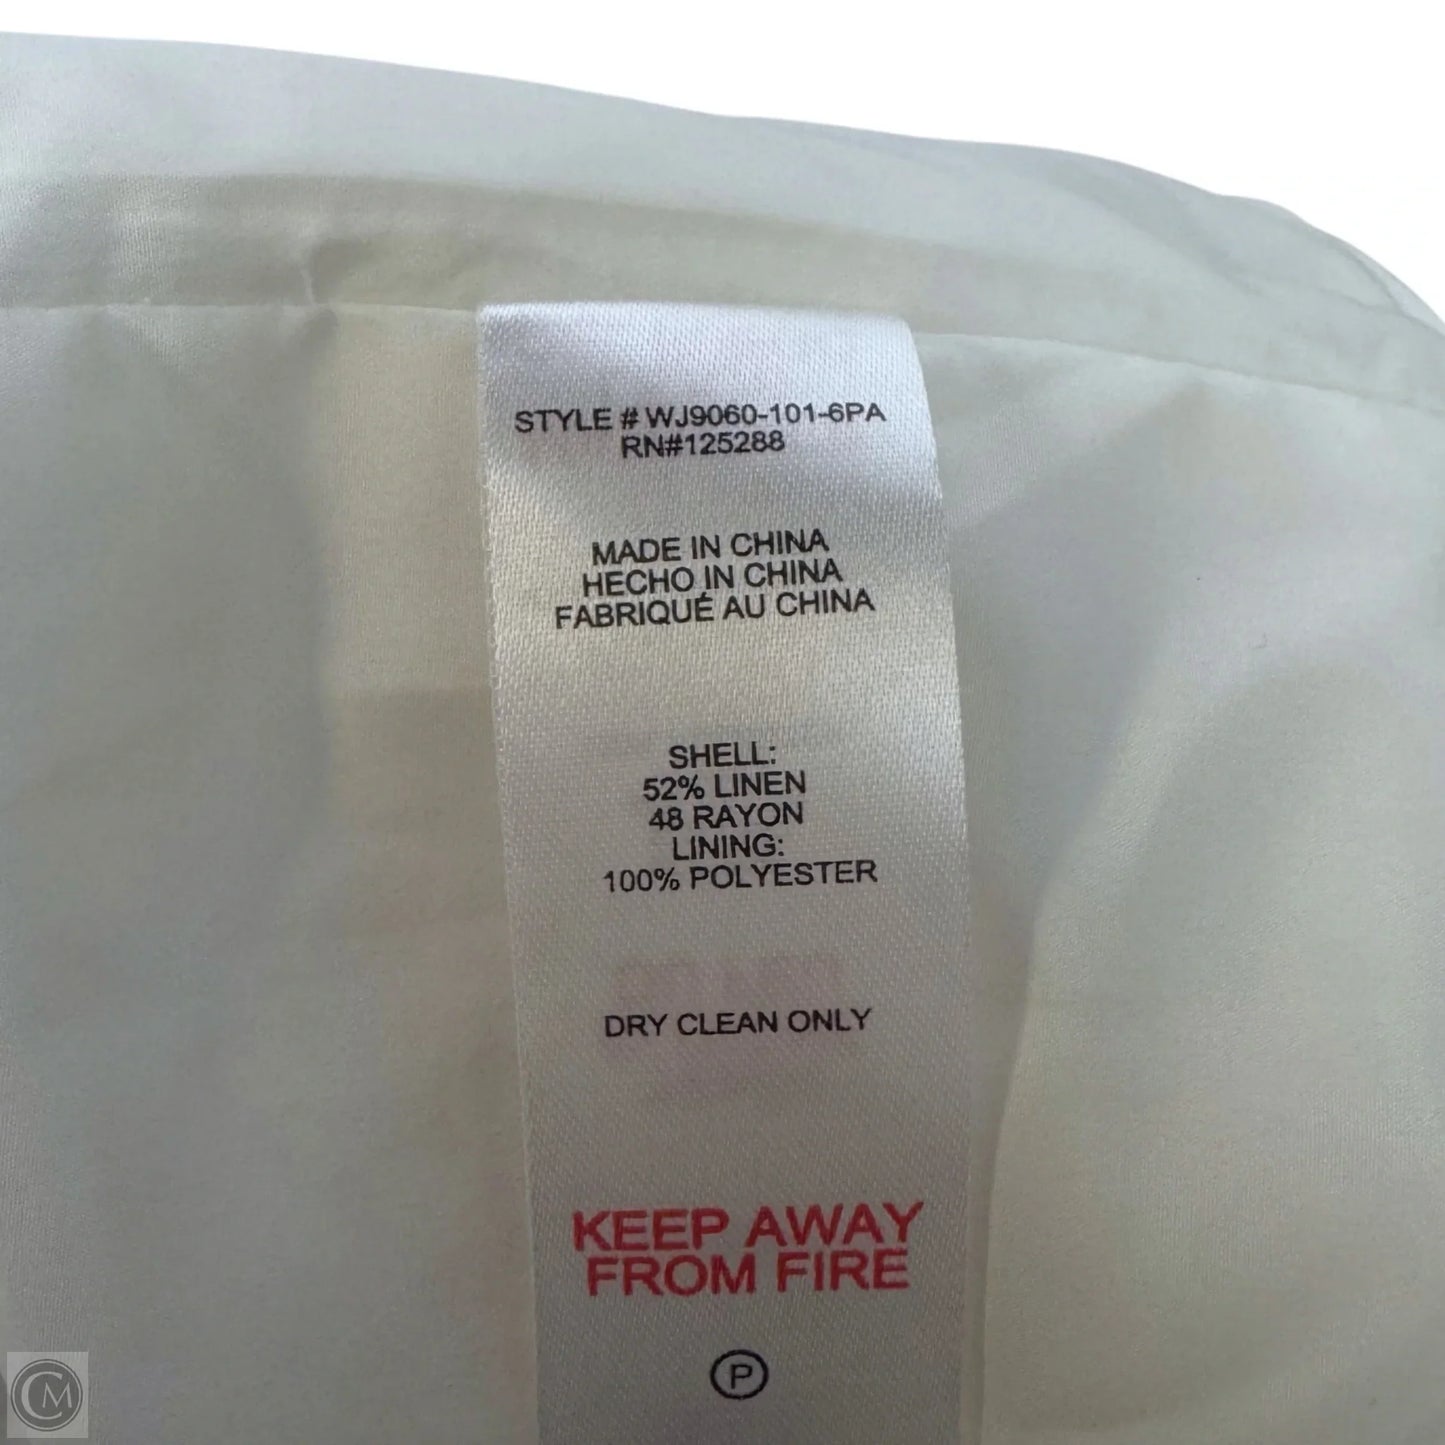 STYLE # WJ9060-101-6PA
RN#125288
MADE IN CHINA
HECHO IN CHINA
FABRIQUÉ AU CHINA
SHELL:
52% LINEN
48 RAYON
LINING:
100% POLYESTER
DRY CLEAN ONLY
KEEP AWAY
FROM FIRE
P
CM